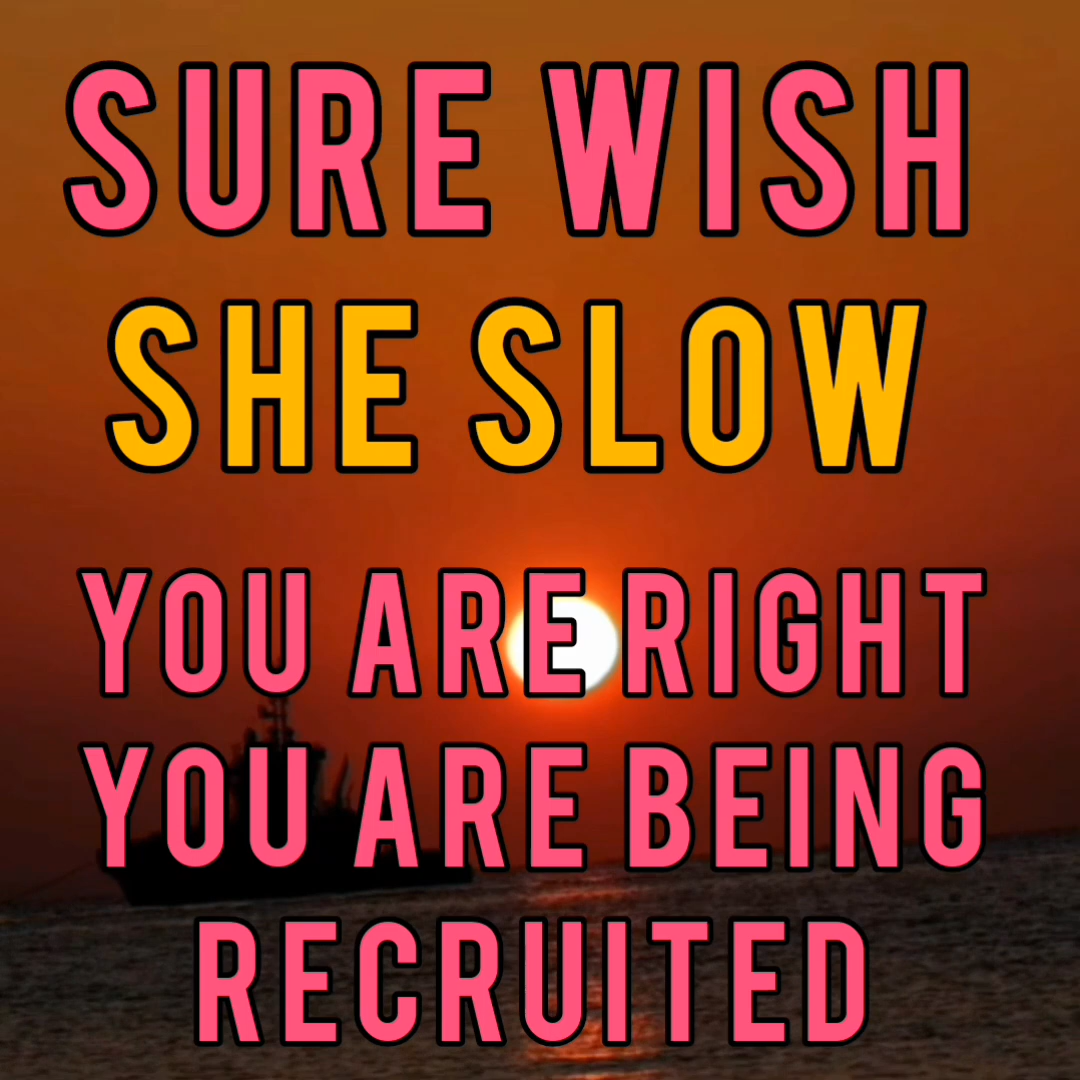 SURE WISH
SHE SLOW
YOU ARE RIGHT
YOU ARE BEING
RECRUITED